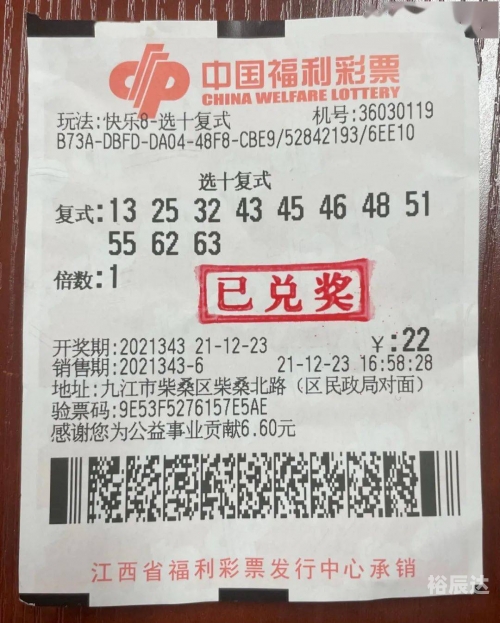 中国福利彩票
CHINA WELFARE LOTTERY
玩法:快乐8-选十复式 机号:36030119
B73A-DBFD-DA04-48F8-CBE9/52842193/6EE10
选十复式
复式:13 25 32 43 45 46 48 51
55 62 63
倍数:1
已兑奖
开奖期:2021343 21-12-23 ¥:22
销售期:2021343-6 21-12-23 16:58:28
地址:九江市柴桑区柴桑北路(区民政局对面)
验票码:9E53F5276157E5AE
感谢您为公益事业贡献6.60元
江西省福利彩票发行中心承销
裕辰达